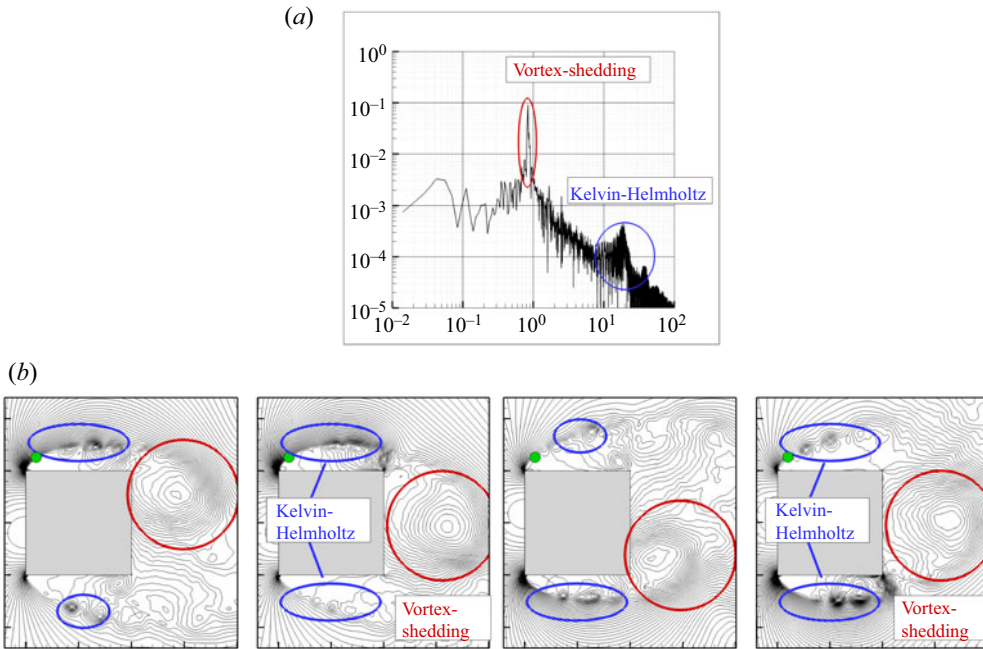 (a)
10^0
Vortex-shedding
10^–1
10^–2
Kelvin-Helmholtz
10^–3
10^–4
10^–5
10^–2 10^–1 10^0 10^1 10^2
(b)
Kelvin-
Helmholtz
Vortex-
shedding
Kelvin-
Helmholtz
Vortex-
shedding